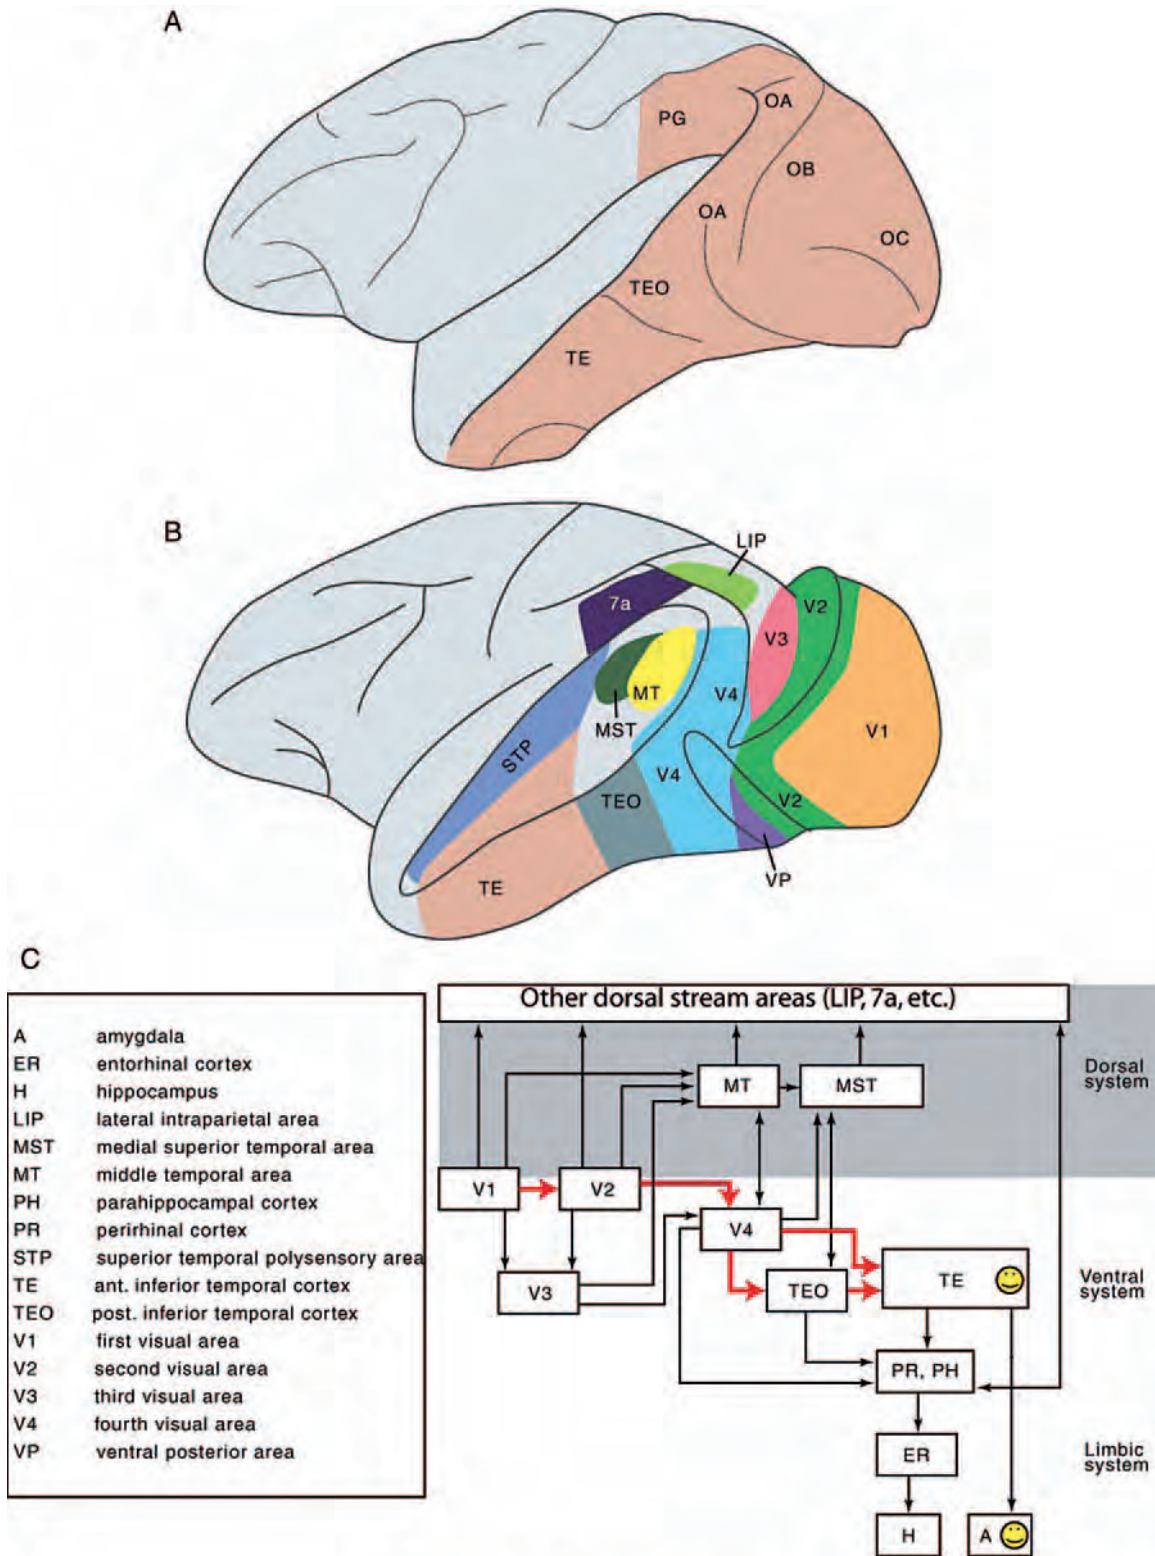 A
PG
OA
OB
OA
OC
TEO
TE
B
LIP
7a
V2
V3
MT
V4
V1
MST
STP
V4
TEO
V2
TE
VP
C
A amygdala
ER entorhinal cortex
H hippocampus
LIP lateral intraparietal area
MST medial superior temporal area
MT middle temporal area
PH parahippocampal cortex
PR perirhinal cortex
STP superior temporal polysensory area
TE ant. inferior temporal cortex
TEO post. inferior temporal cortex
V1 first visual area
V2 second visual area
V3 third visual area
V4 fourth visual area
VP ventral posterior area
Other dorsal stream areas (LIP, 7a, etc.)
Dorsal
system
MT
MST
V1
V2
V4
V3
TEO
TE
Ventral
system
PR, PH
ER
Limbic
system
H
A